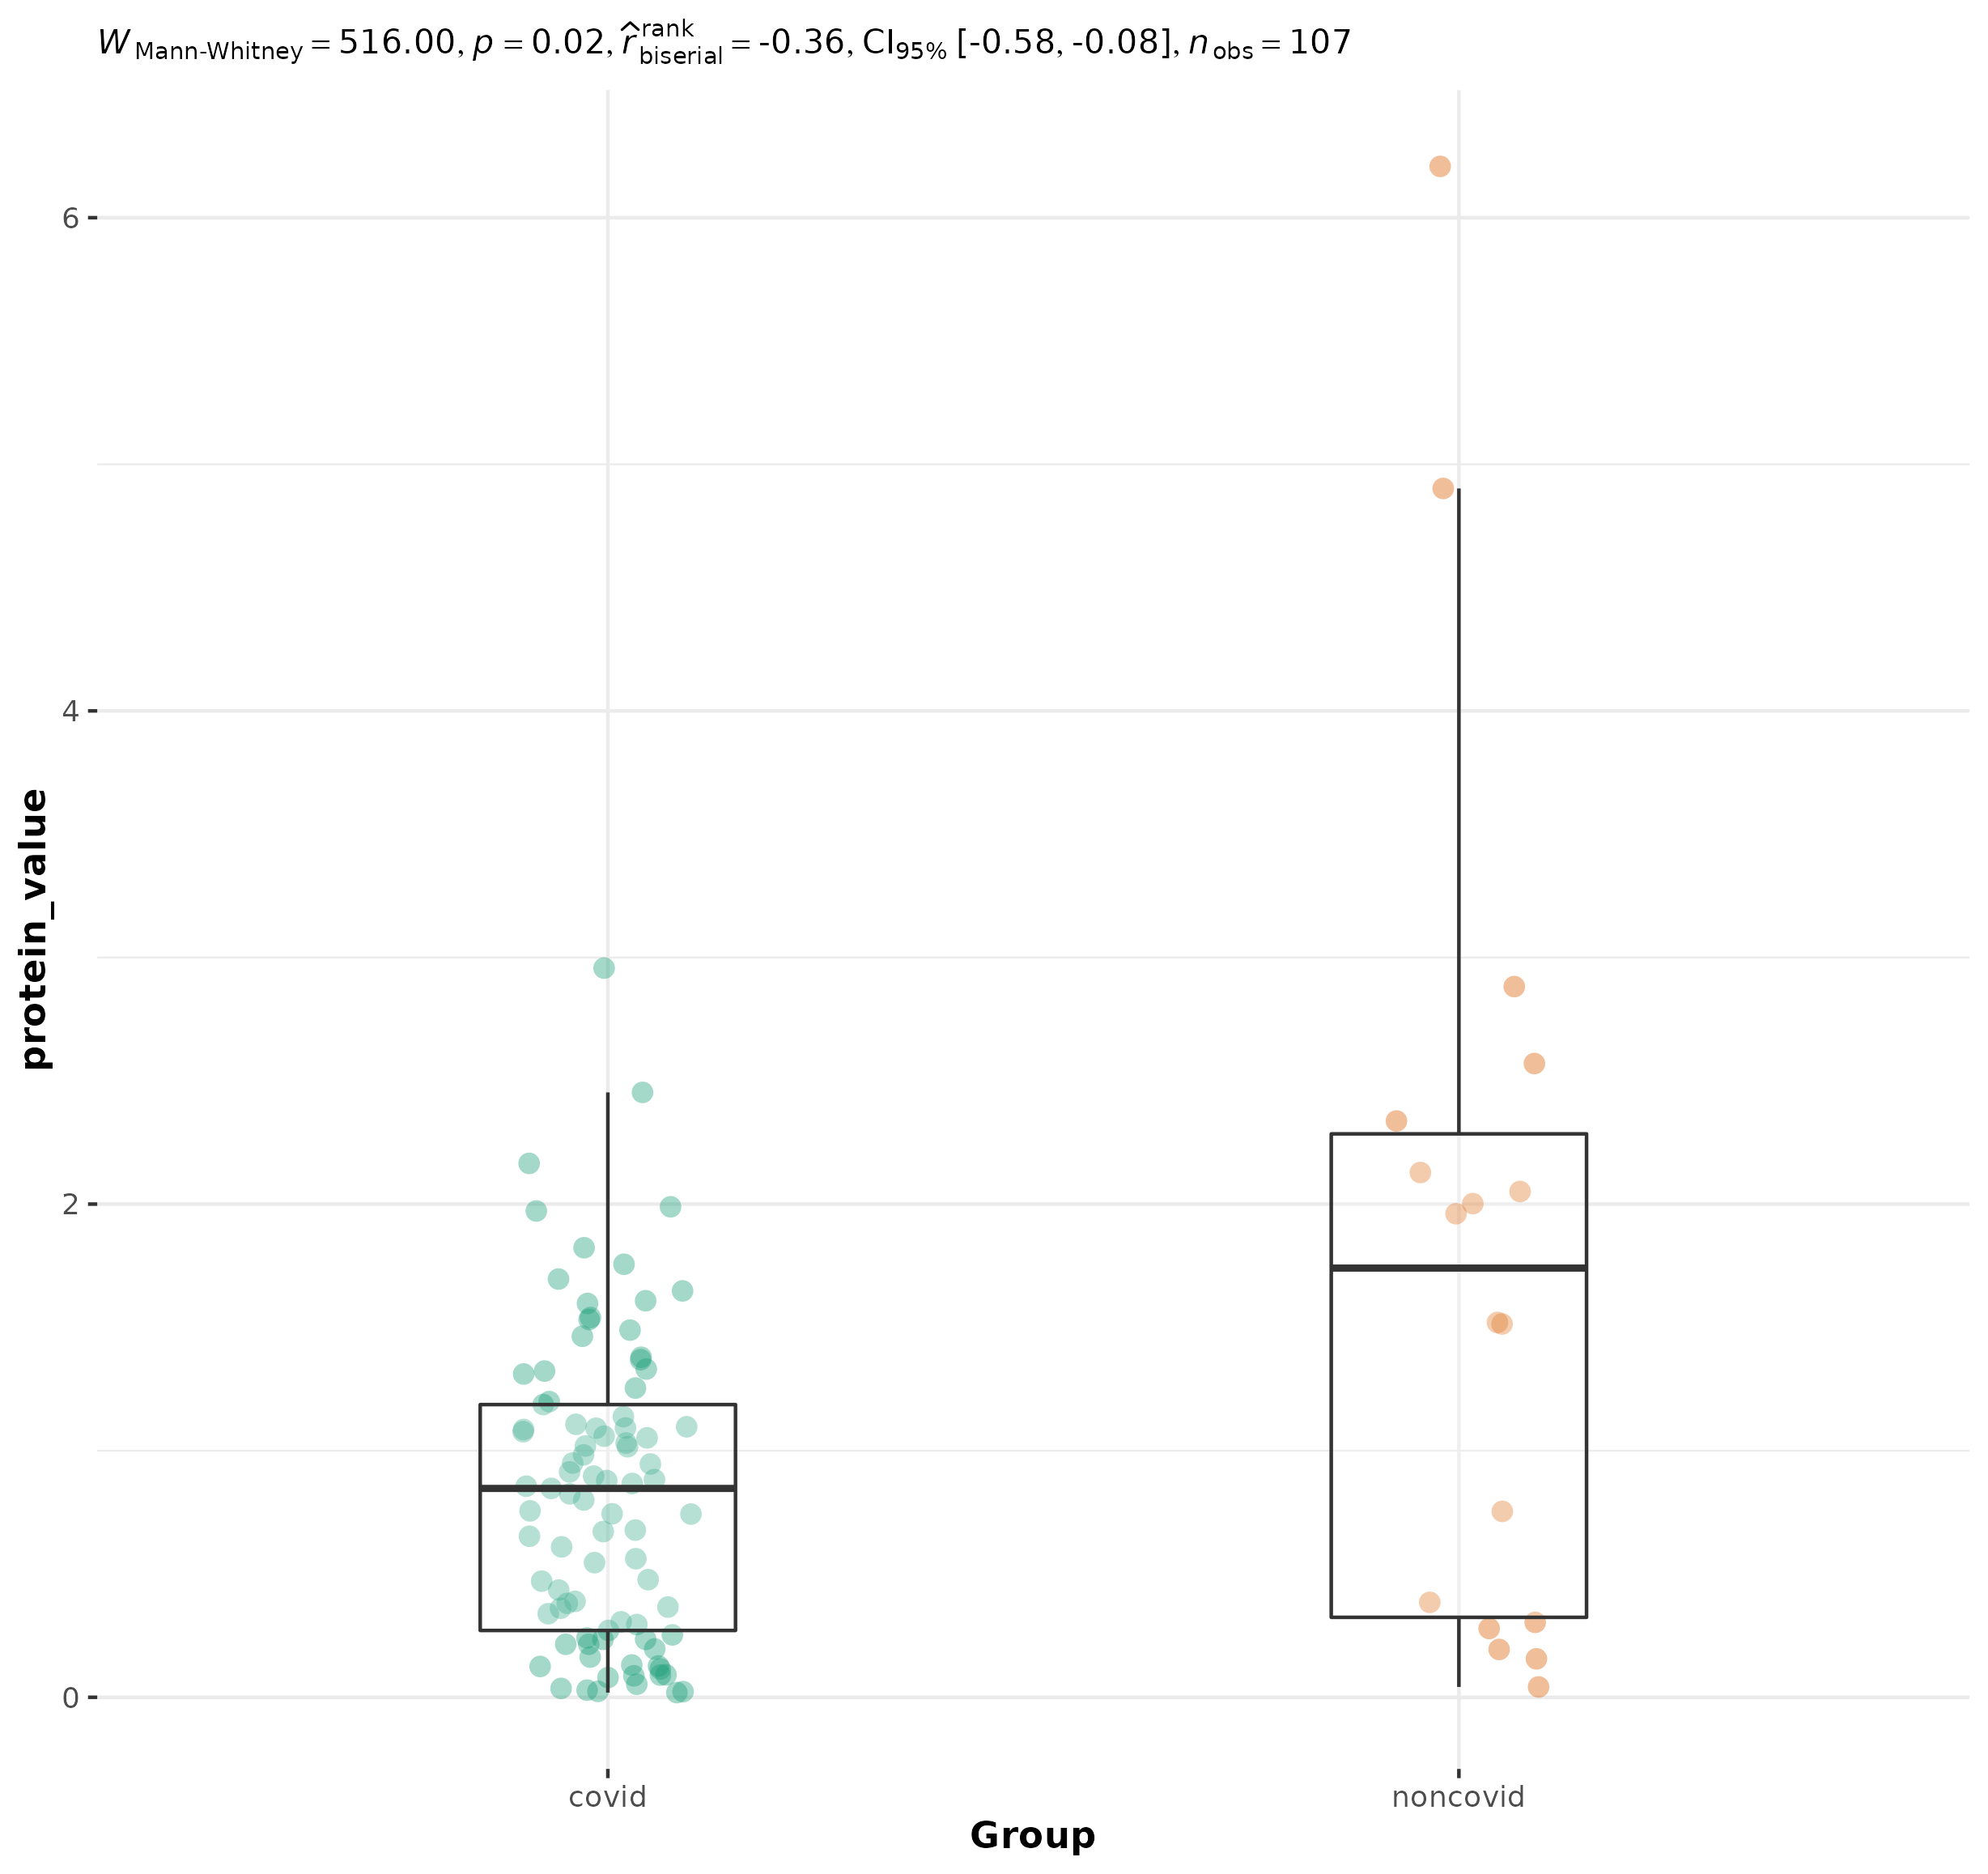 W Mann-Whitney = 516.00, p = 0.02, r̂ rank biserial = -0.36, CI95% [-0.58, -0.08], n obs = 107
6
4
2
0
protein_value
covid noncovid
Group